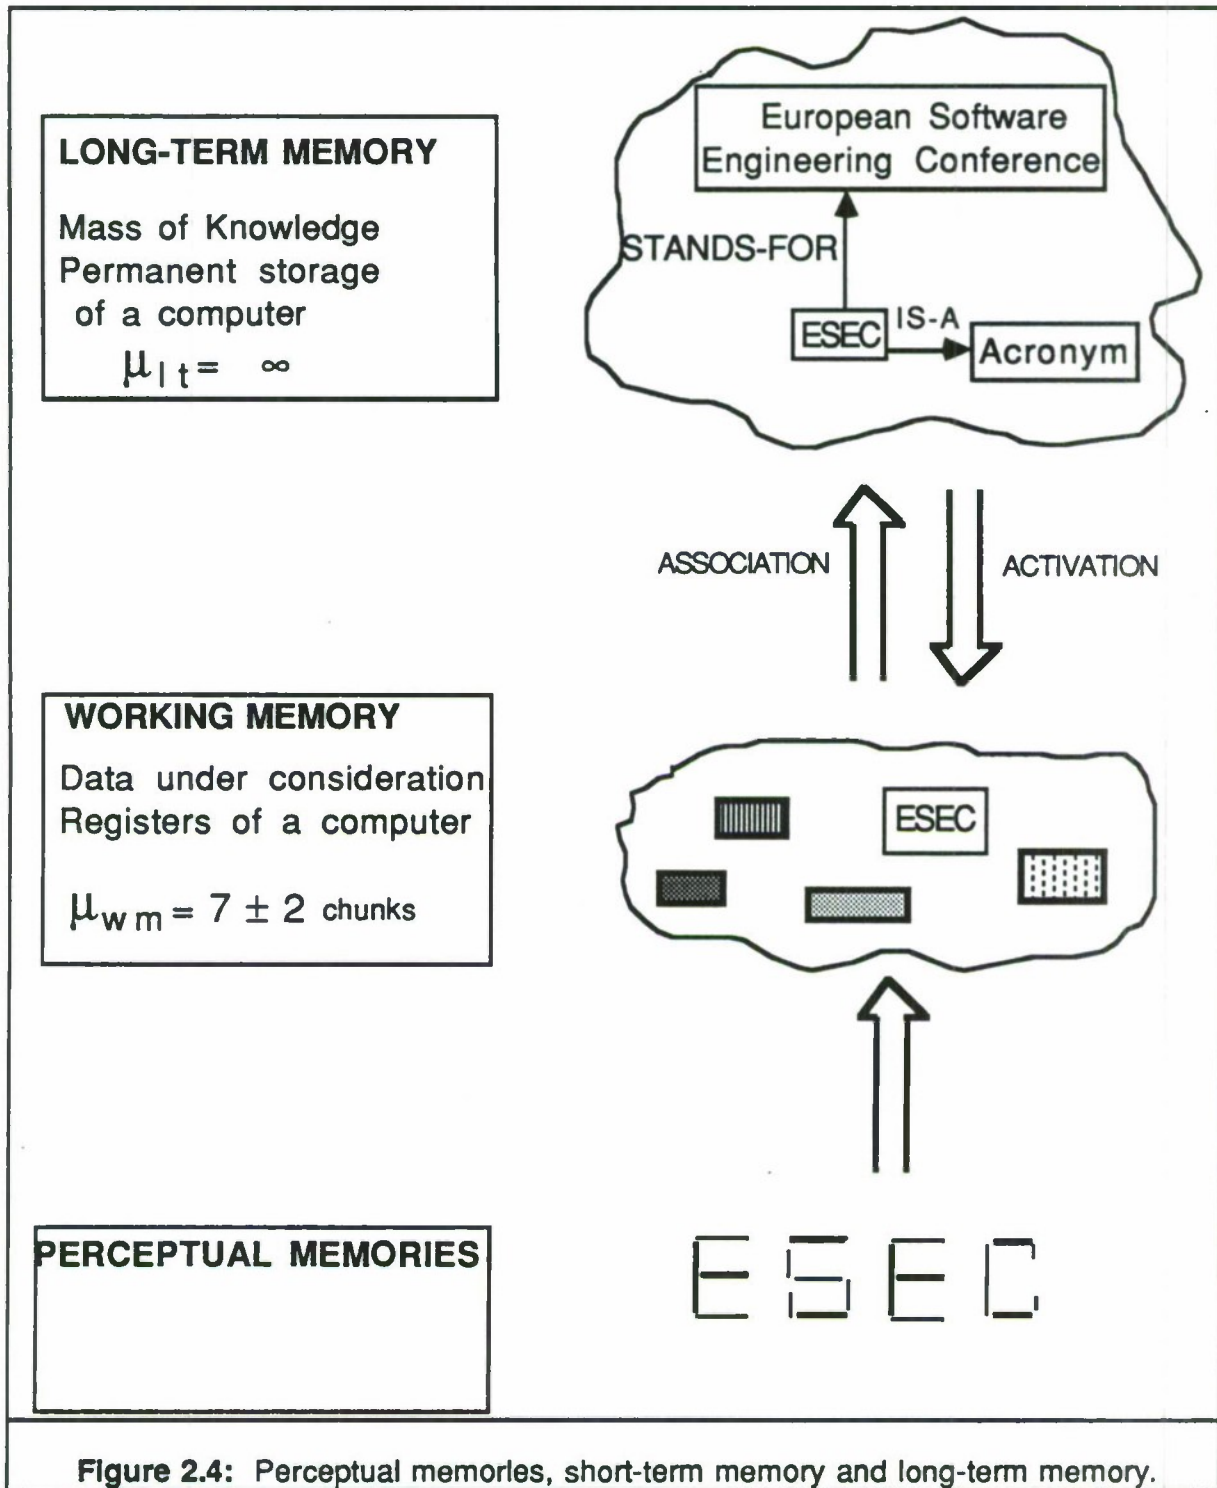 LONG-TERM MEMORY
Mass of Knowledge
Permanent storage
of a computer
μlt = ∞
European Software
Engineering Conference
STANDS-FOR
ESEC
IS-A
Acronym
ASSOCIATION
ACTIVATION
WORKING MEMORY
Data under consideration
Registers of a computer
μwm = 7 ± 2 chunks
ESEC
PERCEPTUAL MEMORIES
ESEC
Figure 2.4: Perceptual memories, short-term memory and long-term memory.